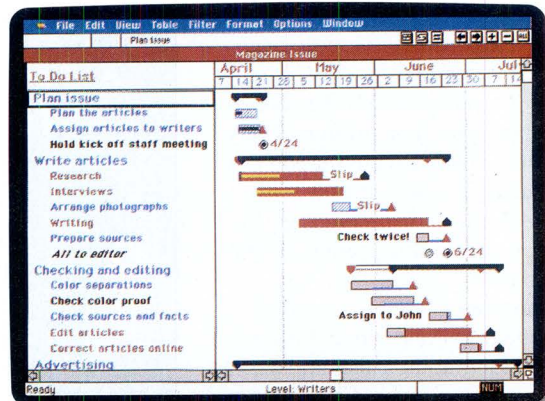 File Edit View Table Filter Format Options Window
Plan issue
Magazine Issue
To Do List
April May June Jul
7 14 21 28 5 12 19 26 2 9 16 23 30 7 14
Plan issue
Plan the articles
Assign articles to writers
Hold kick off staff meeting 4/24
Write articles
Research Slip
Interviews
Arrange photographs Slip
Writing
Prepare sources Check twice!
All to editor 6/24
Checking and editing
Color separations
Check color proof
Check sources and facts Assign to John
Edit articles
Correct articles online
Advertising
Ready Level: Writers NUM